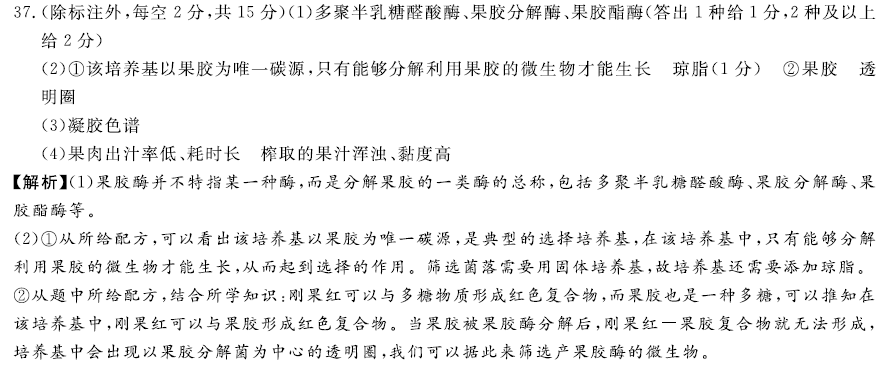 37.(除标注外,每空2分,共15分)(1)多聚半乳糖醛酸酶、果胶分解酶、果胶酯酶(答出1种给1分,2种及以上
给2分)
(2)①该培养基以果胶为唯一碳源,只有能够分解利用果胶的微生物才能生长 琼脂(1分) ②果胶 透
明圈
(3)凝胶色谱
(4)果肉出汁率低、耗时长 榨取的果汁浑浊、黏度高
【解析】(1)果胶酶并不特指某一种酶,而是分解果胶的一类酶的总称,包括多聚半乳糖醛酸酶、果胶分解酶、果
胶酯酶等。
(2)①从所给配方,可以看出该培养基以果胶为唯一碳源,是典型的选择培养基,在该培养基中,只有能够分解
利用果胶的微生物才能生长,从而起到选择的作用。筛选菌落需要用固体培养基,故培养基还需要添加琼脂。
②从题中所给配方,结合所学知识:刚果红可以与多糖物质形成红色复合物,而果胶也是一种多糖,可以推知在
该培养基中,刚果红可以与果胶形成红色复合物。当果胶被果胶酶分解后,刚果红—果胶复合物就无法形成,
培养基中会出现以果胶分解菌为中心的透明圈,我们可以据此来筛选产果胶酶的微生物。